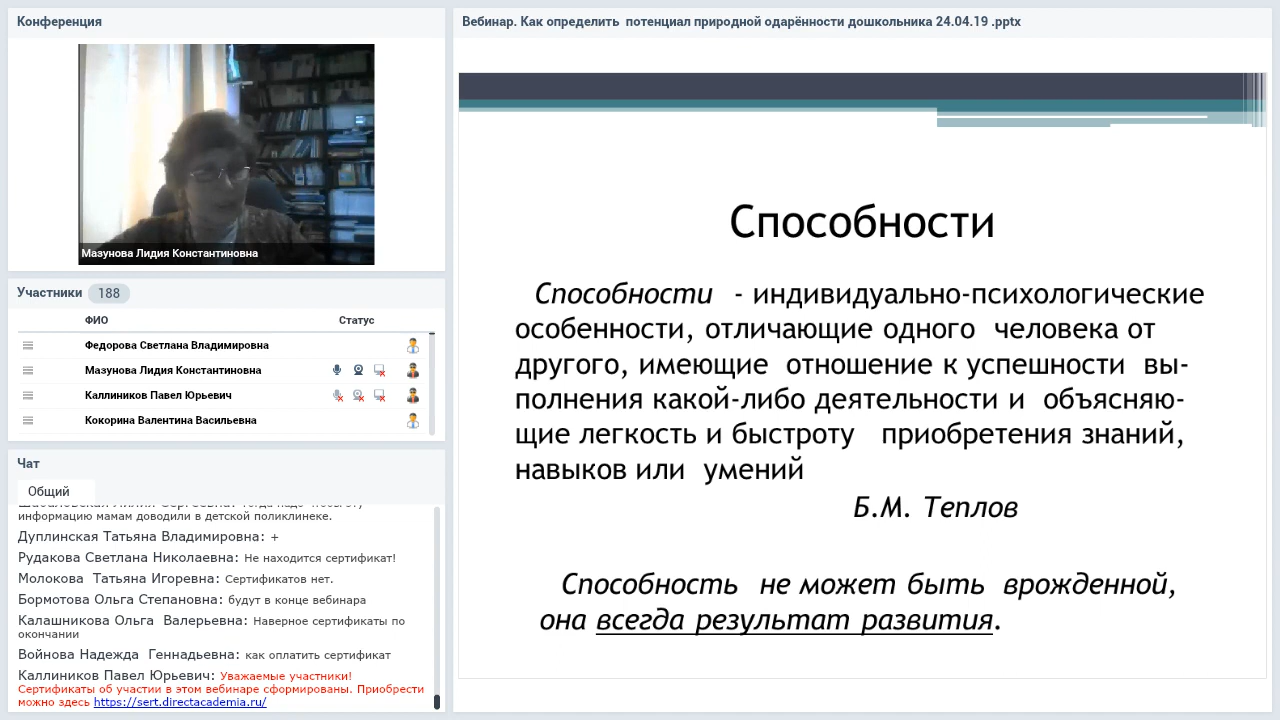 Конференция
Мазунова Лидия Константиновна
Участники 188
ФИО Статус
Федорова Светлана Владимировна
Мазунова Лидия Константиновна
Каллиников Павел Юрьевич
Кокорина Валентина Васильевна
Чат
Общий
информацию мамам доводили в детской поликлинеке.
Дуплинская Татьяна Владимировна: +
Рудакова Светлана Николаевна: Не находится сертификат!
Молокова Татьяна Игоревна: Сертификатов нет.
Бормотова Ольга Степановна: будут в конце вебинара
Калашникова Ольга Валерьевна: Наверное сертификаты по
окончании
Войнова Надежда Геннадьевна: как оплатить сертификат
Каллиников Павел Юрьевич: Уважаемые участники!
Сертификаты об участии в этом вебинаре сформированы. Приобрести
можно здесь https://sert.directacademia.ru/
Вебинар. Как определить потенциал природной одарённости дошкольника 24.04.19 .pptx
Способности
Способности - индивидуально-психологические
особенности, отличающие одного человека от
другого, имеющие отношение к успешности вы-
полнения какой-либо деятельности и объясняю-
щие легкость и быстроту приобретения знаний,
навыков или умений
Б.М. Теплов
Способность не может быть врожденной,
она всегда результат развития.